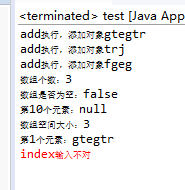 <terminated> test [Java App
add执行，添加对象gtegtr
add执行，添加对象trj
add执行，添加对象fgeg
数组个数：3
数组是否为空：false
第10个元素：null
数组空间大小：3
第1个元素：gtegtr
index输入不对